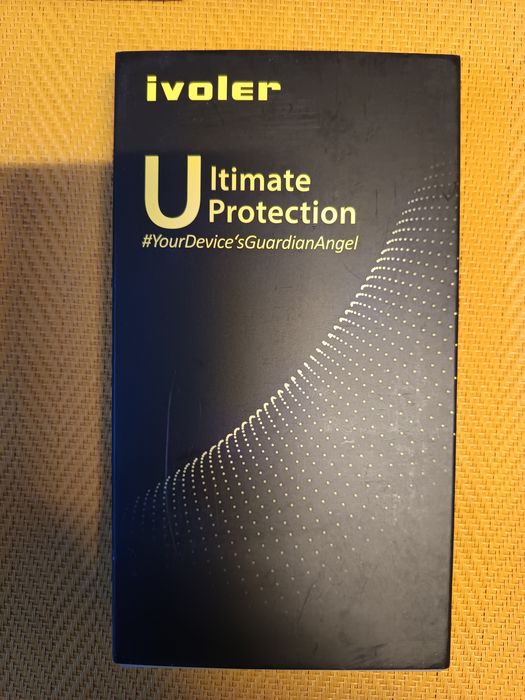 ivoler
Ultimate
Protection
#YourDevice'sGuardianAngel